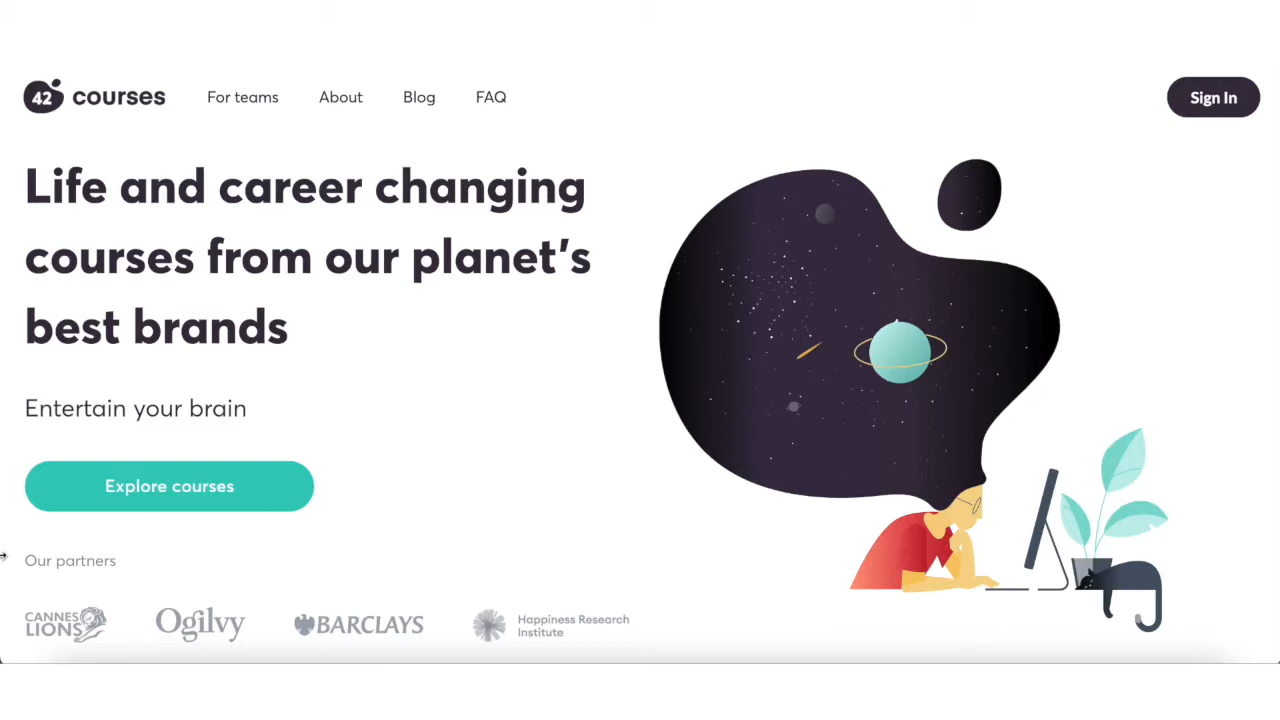 42 courses For teams About Blog FAQ Sign In
Life and career changing
courses from our planet's
best brands
Entertain your brain
Explore courses
Our partners
CANNES
LIONS
Ogilvy
BARCLAYS
Happiness Research
Institute